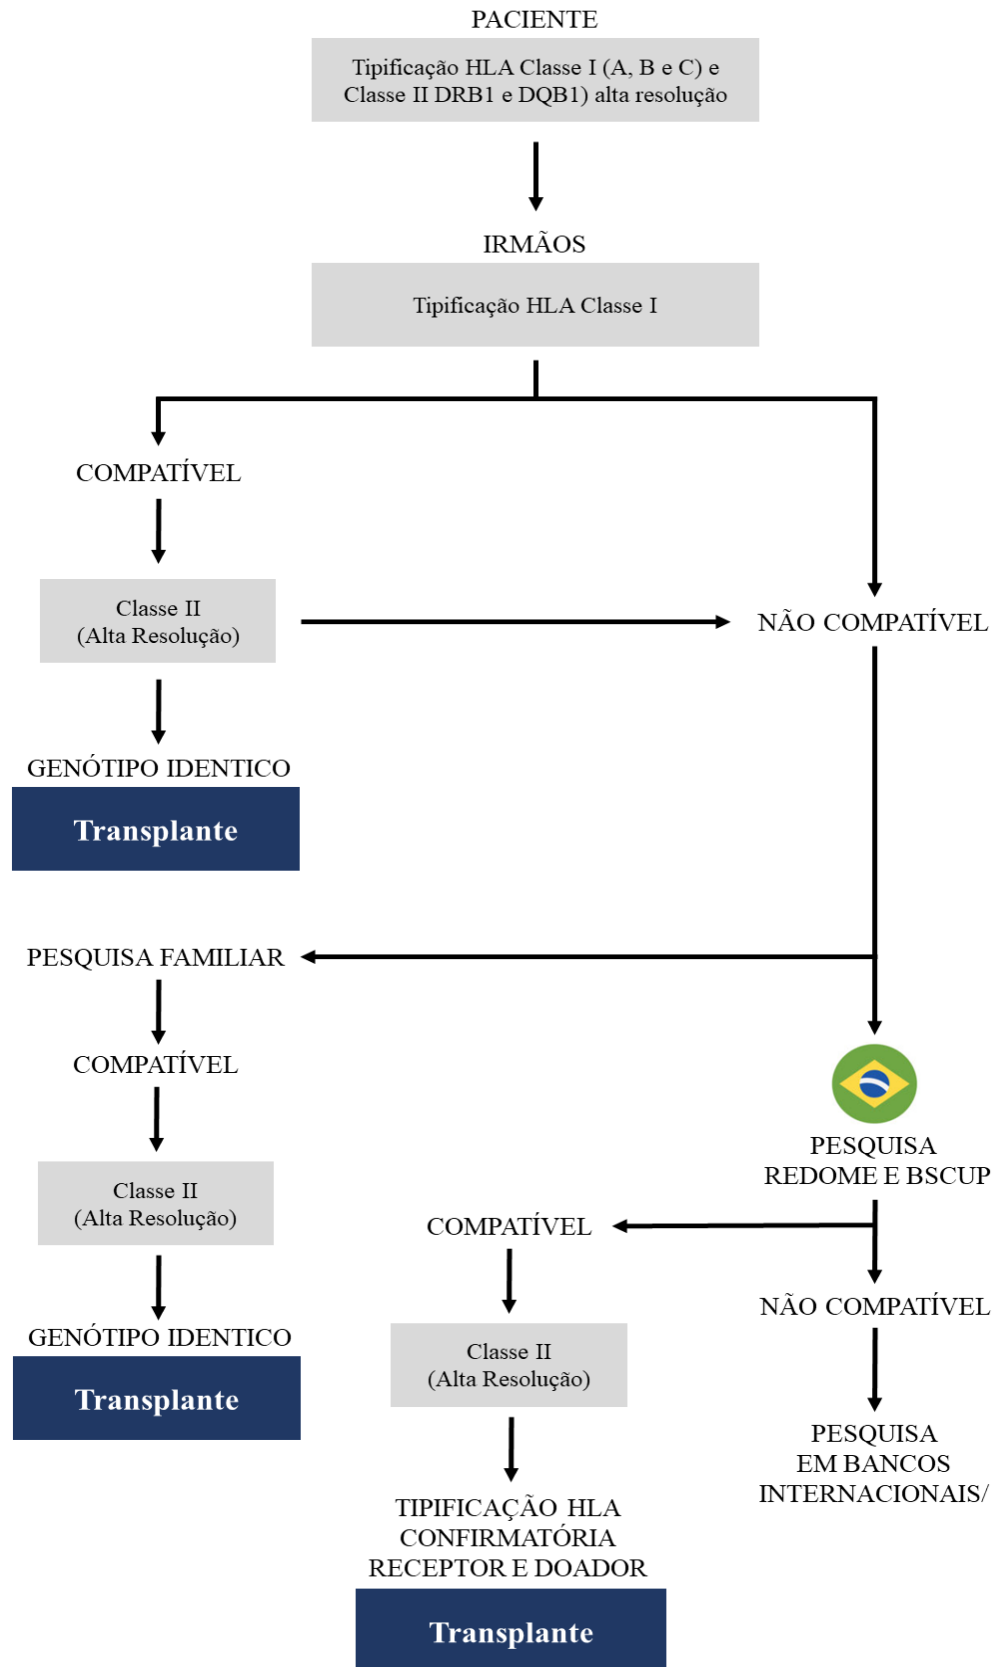 PACIENTE
Tipificação HLA Classe I (A, B e C) e
Classe II DRB1 e DQB1) alta resolução
IRMÃOS
Tipificação HLA Classe I
COMPATÍVEL
Classe II
(Alta Resolução)
NÃO COMPATÍVEL
GENÓTIPO IDENTICO
Transplante
PESQUISA FAMILIAR
COMPATÍVEL
Classe II
(Alta Resolução)
GENÓTIPO IDENTICO
Transplante
PESQUISA
REDOME E BSCUP
COMPATÍVEL
Classe II
(Alta Resolução)
TIPIFICAÇÃO HLA
CONFIRMATÓRIA
RECEPTOR E DOADOR
Transplante
NÃO COMPATÍVEL
PESQUISA
EM BANCOS
INTERNACIONAIS/